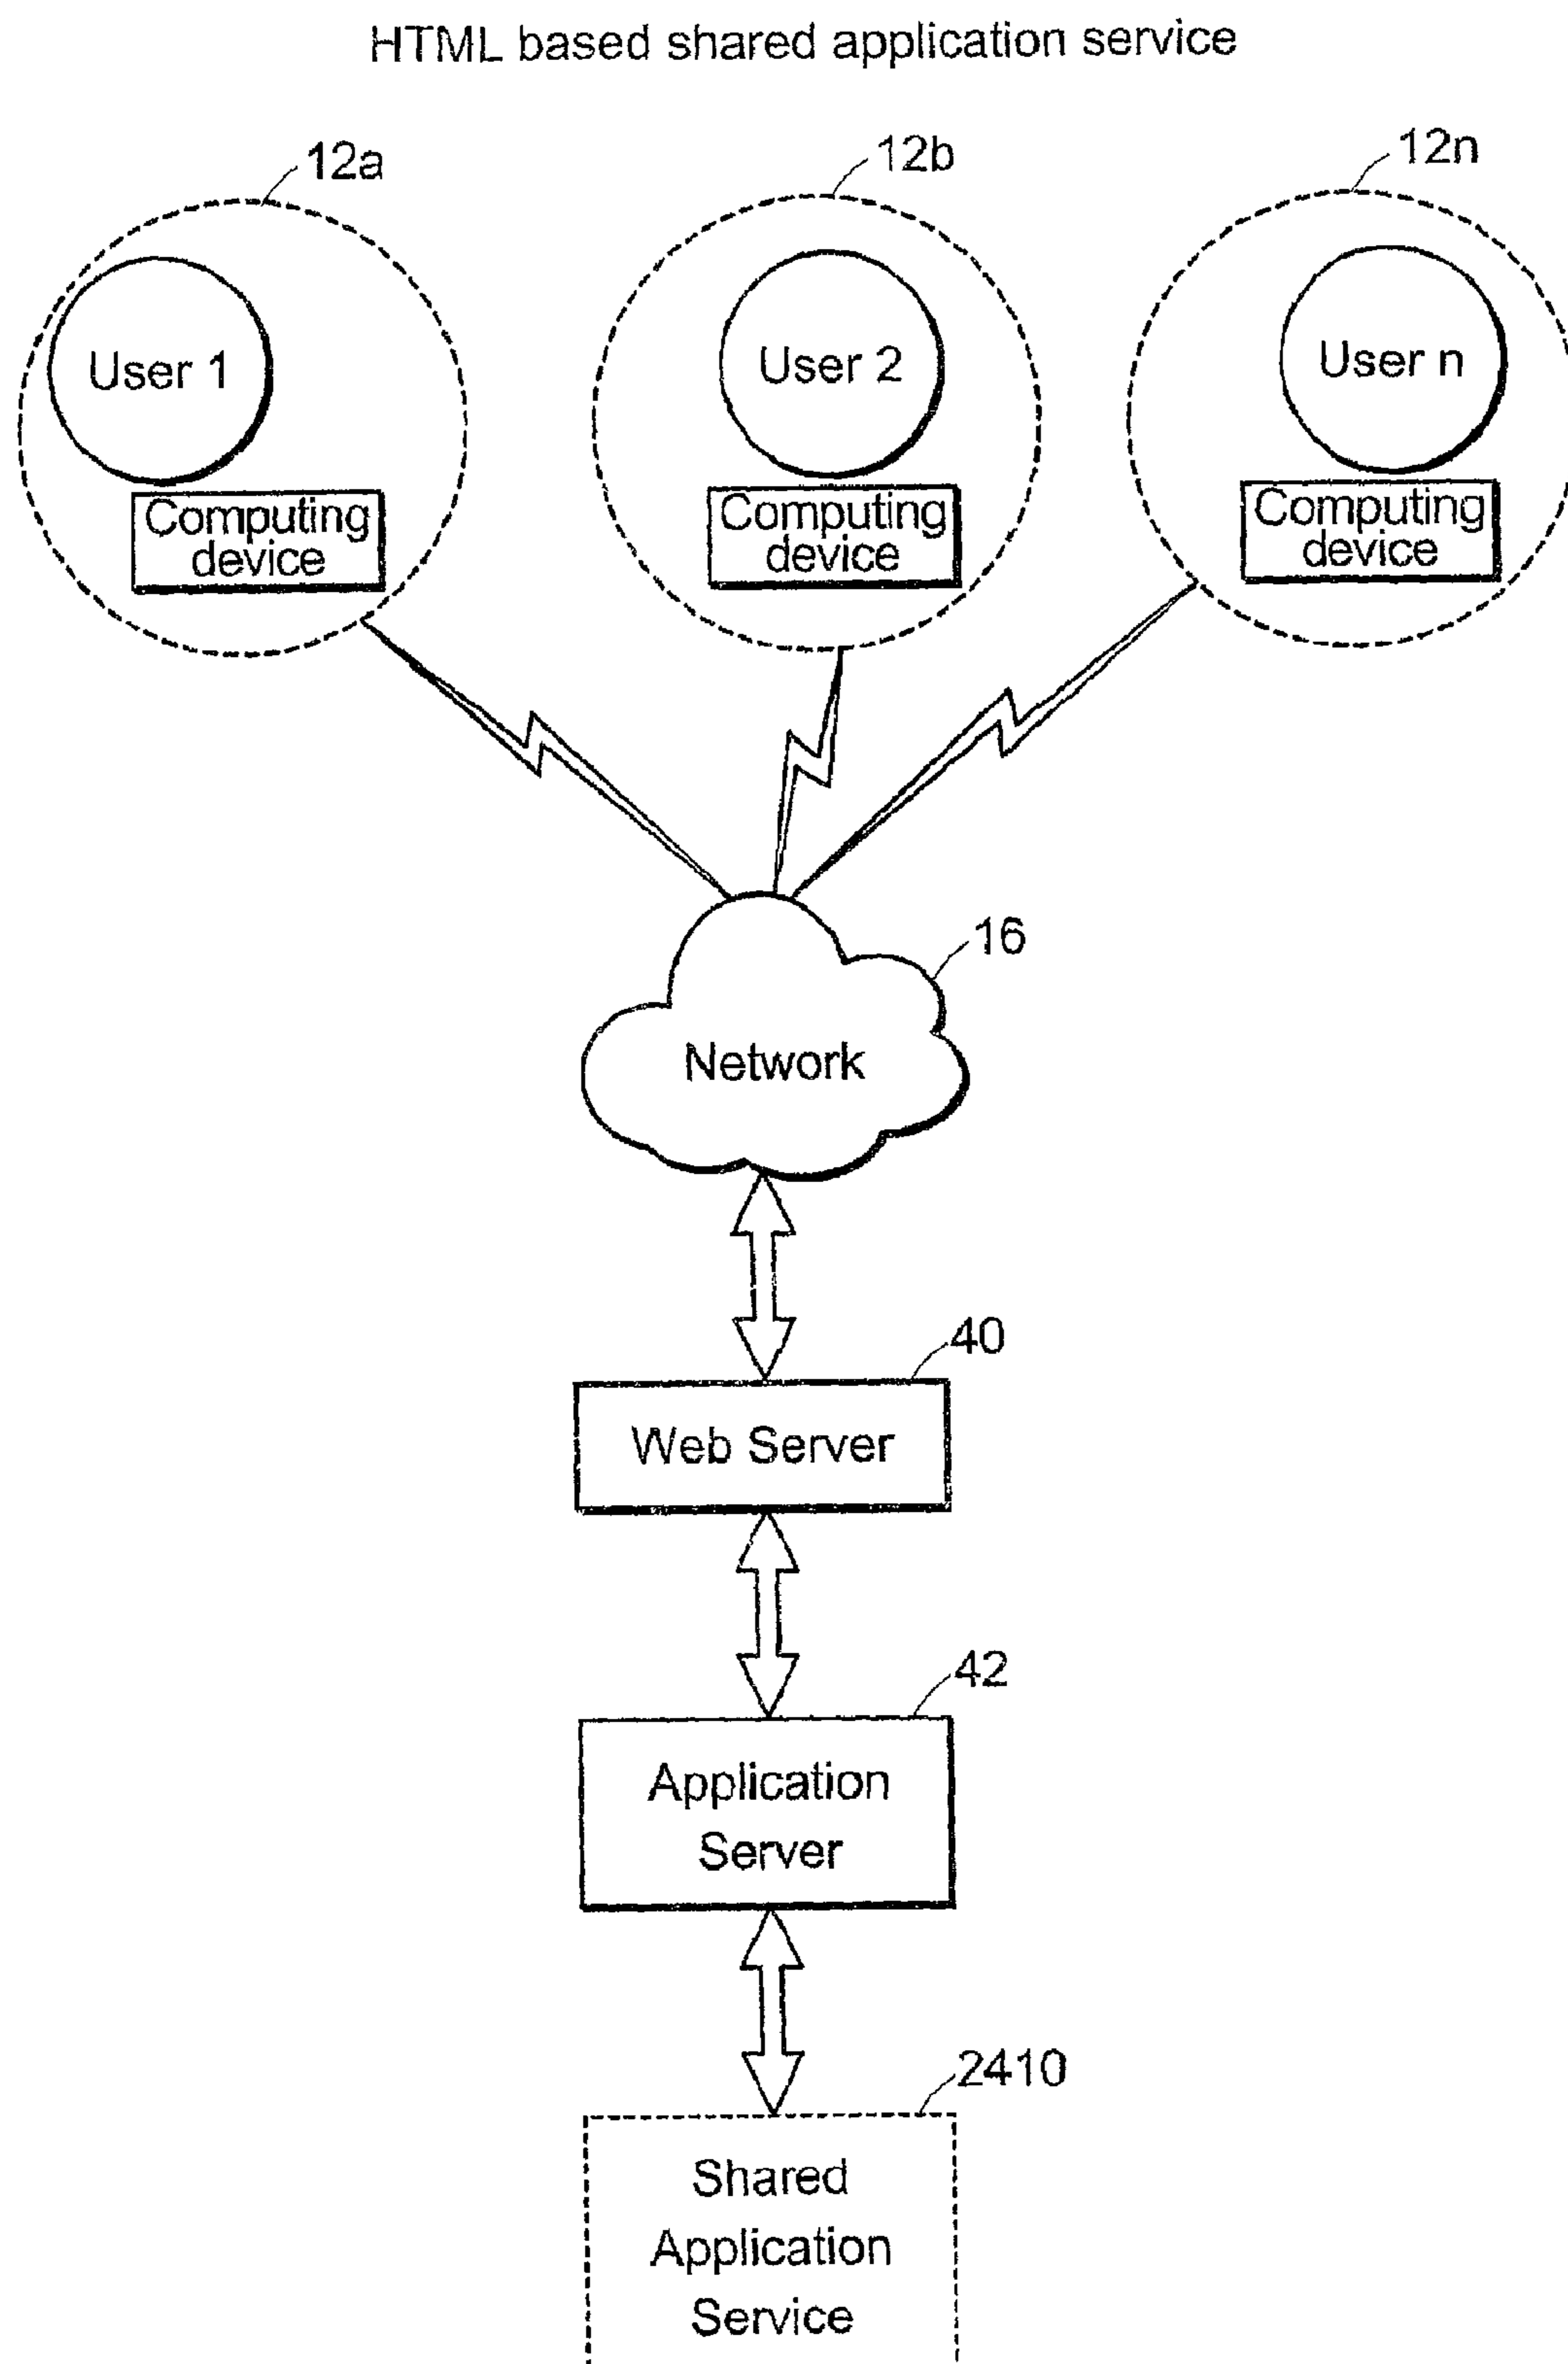 HTML based shared application service
12a
12b
12n
User 1
User 2
User n
Computing
device
Computing
device
Computing
device
16
Network
40
Web Server
42
Application
Server
2410
Shared
Application
Service